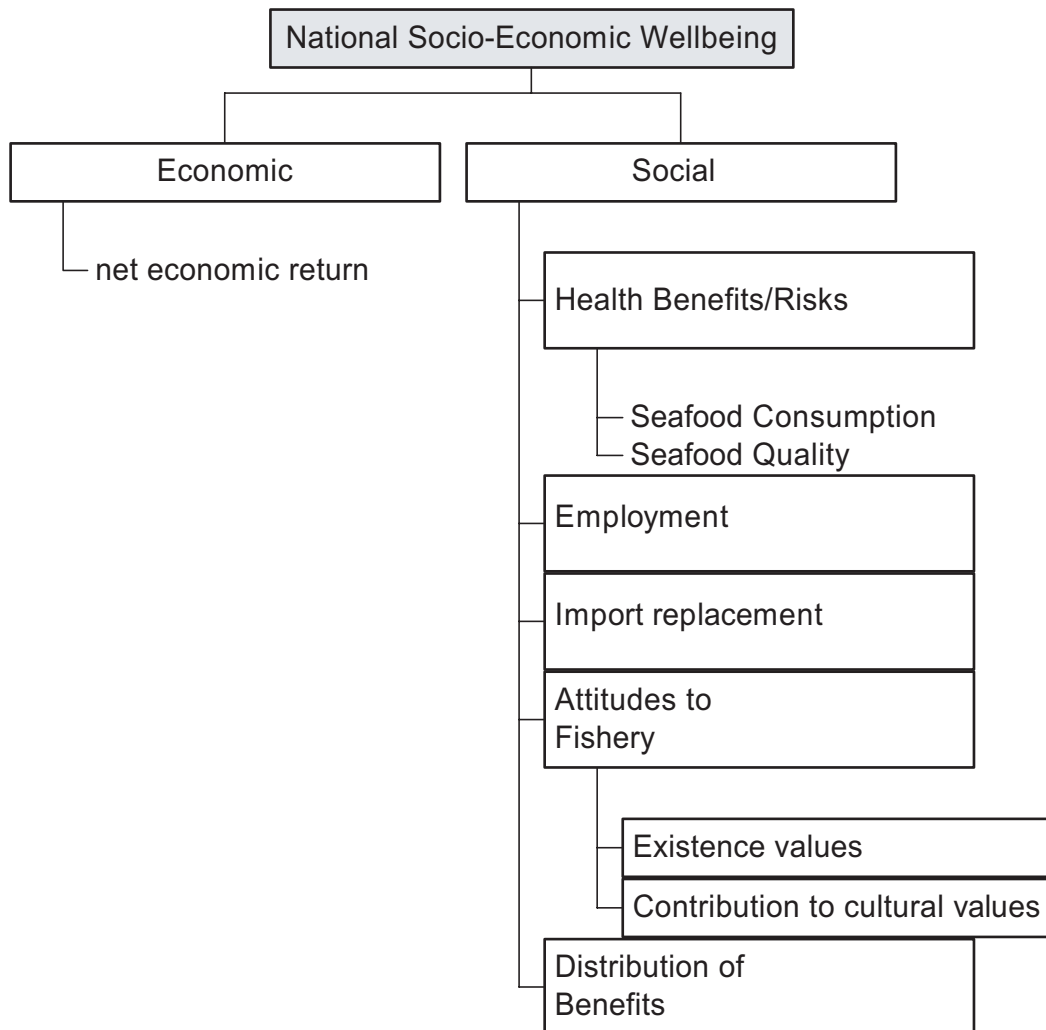 National Socio-Economic Wellbeing
Economic
Social
net economic return
Health Benefits/Risks
Seafood Consumption
Seafood Quality
Employment
Import replacement
Attitudes to
Fishery
Existence values
Contribution to cultural values
Distribution of
Benefits